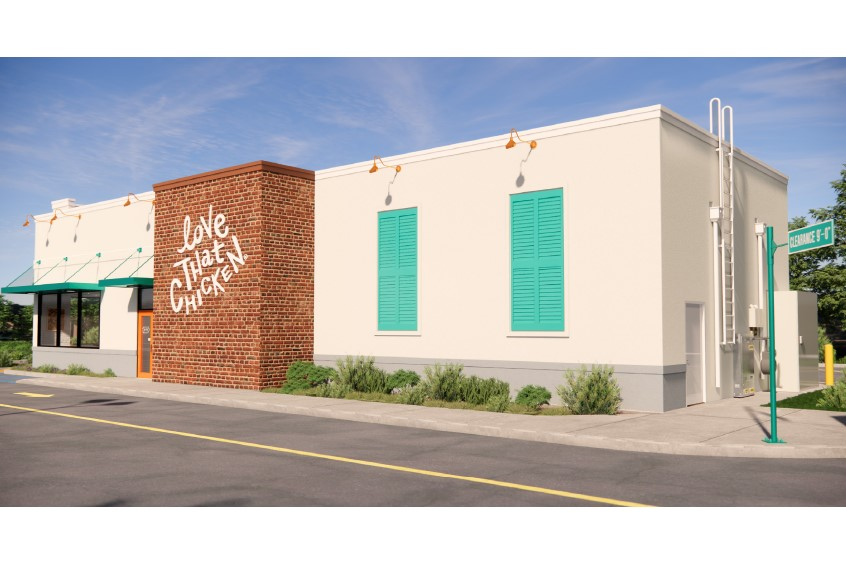 love
THAT
CHICKEN.
CLEARANCE 9'-0"